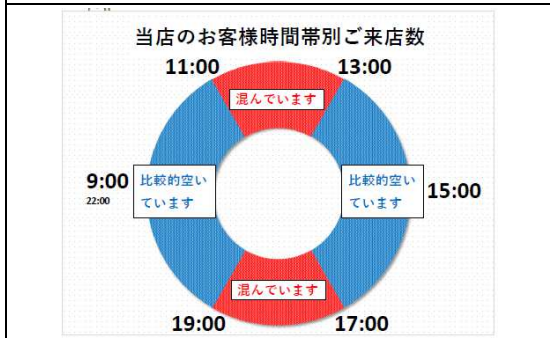 当店のお客様時間帯別ご来店数
11:00
13:00
混んでいます
9:00
22:00
比較的空い
ています
比較的空い
ています
15:00
混んでいます
19:00
17:00